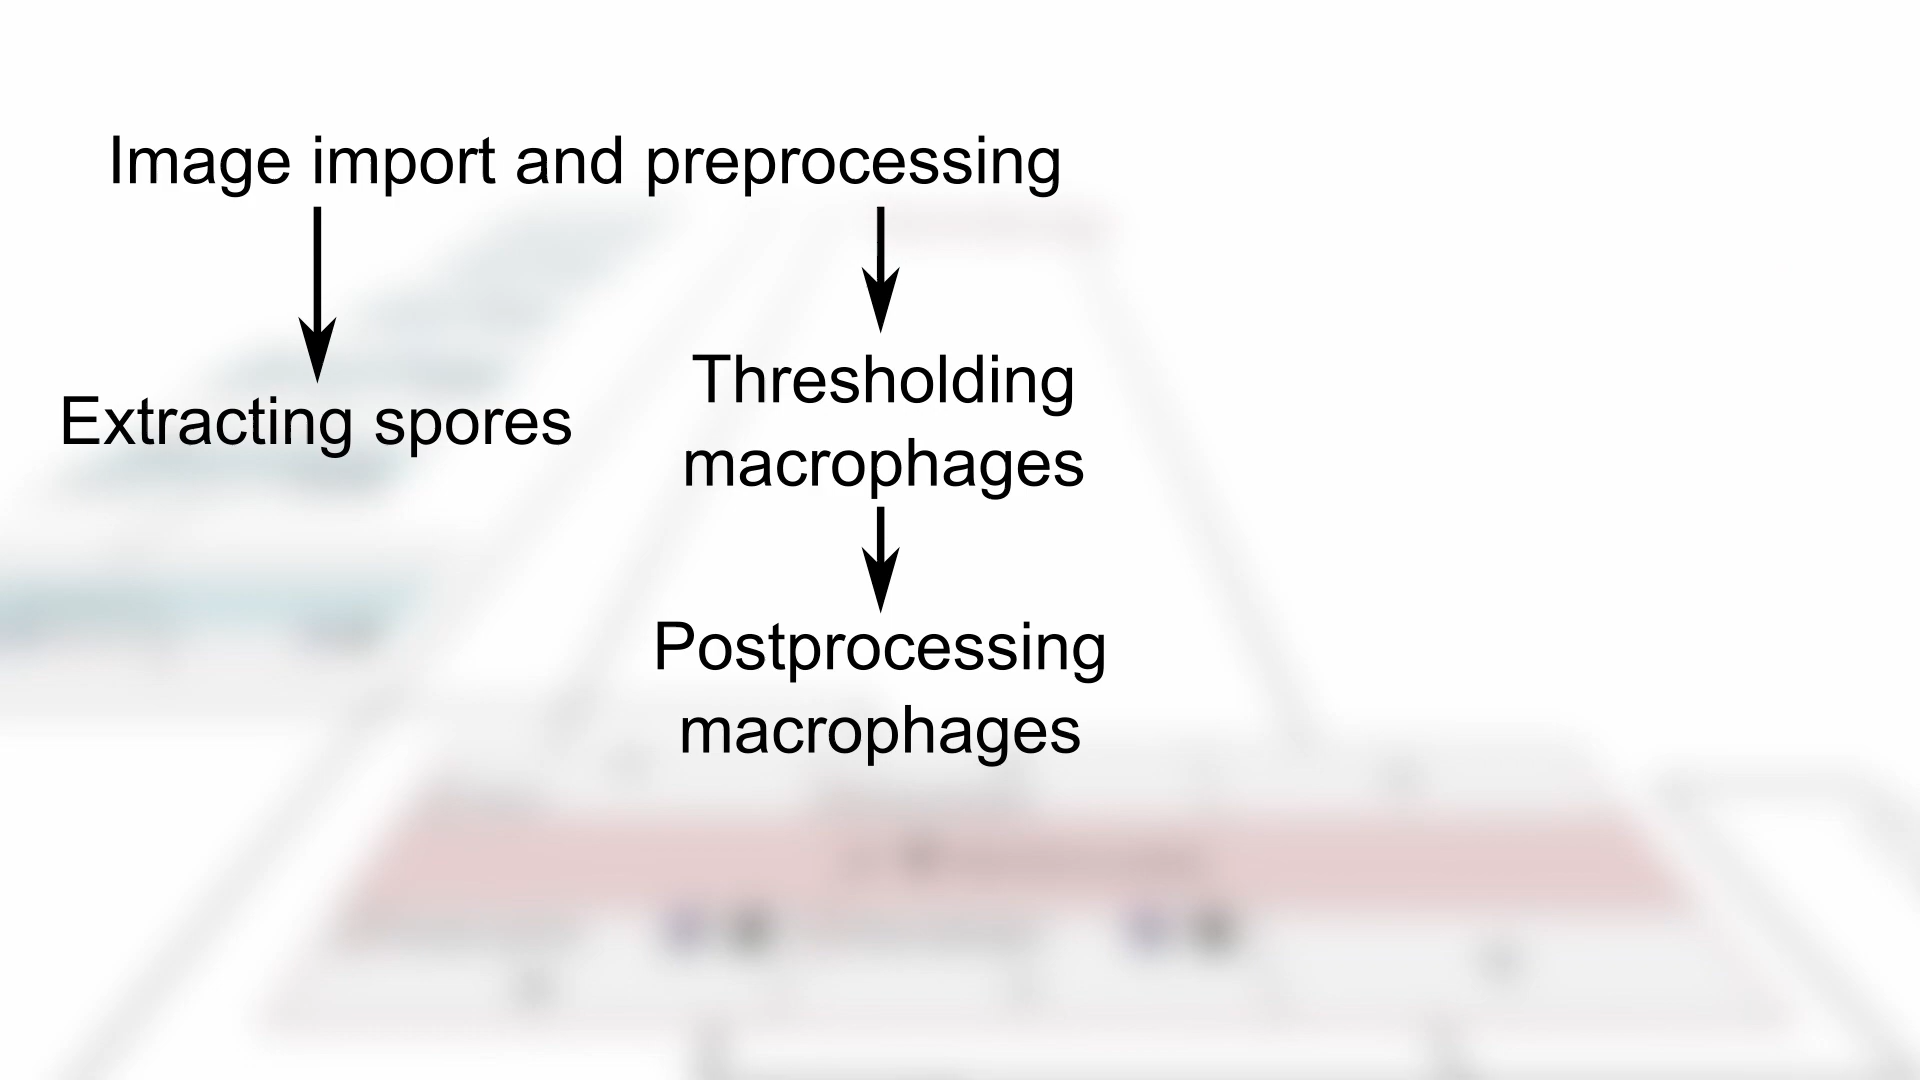 Image import and preprocessing
Extracting spores
Thresholding
macrophages
Postprocessing
macrophages